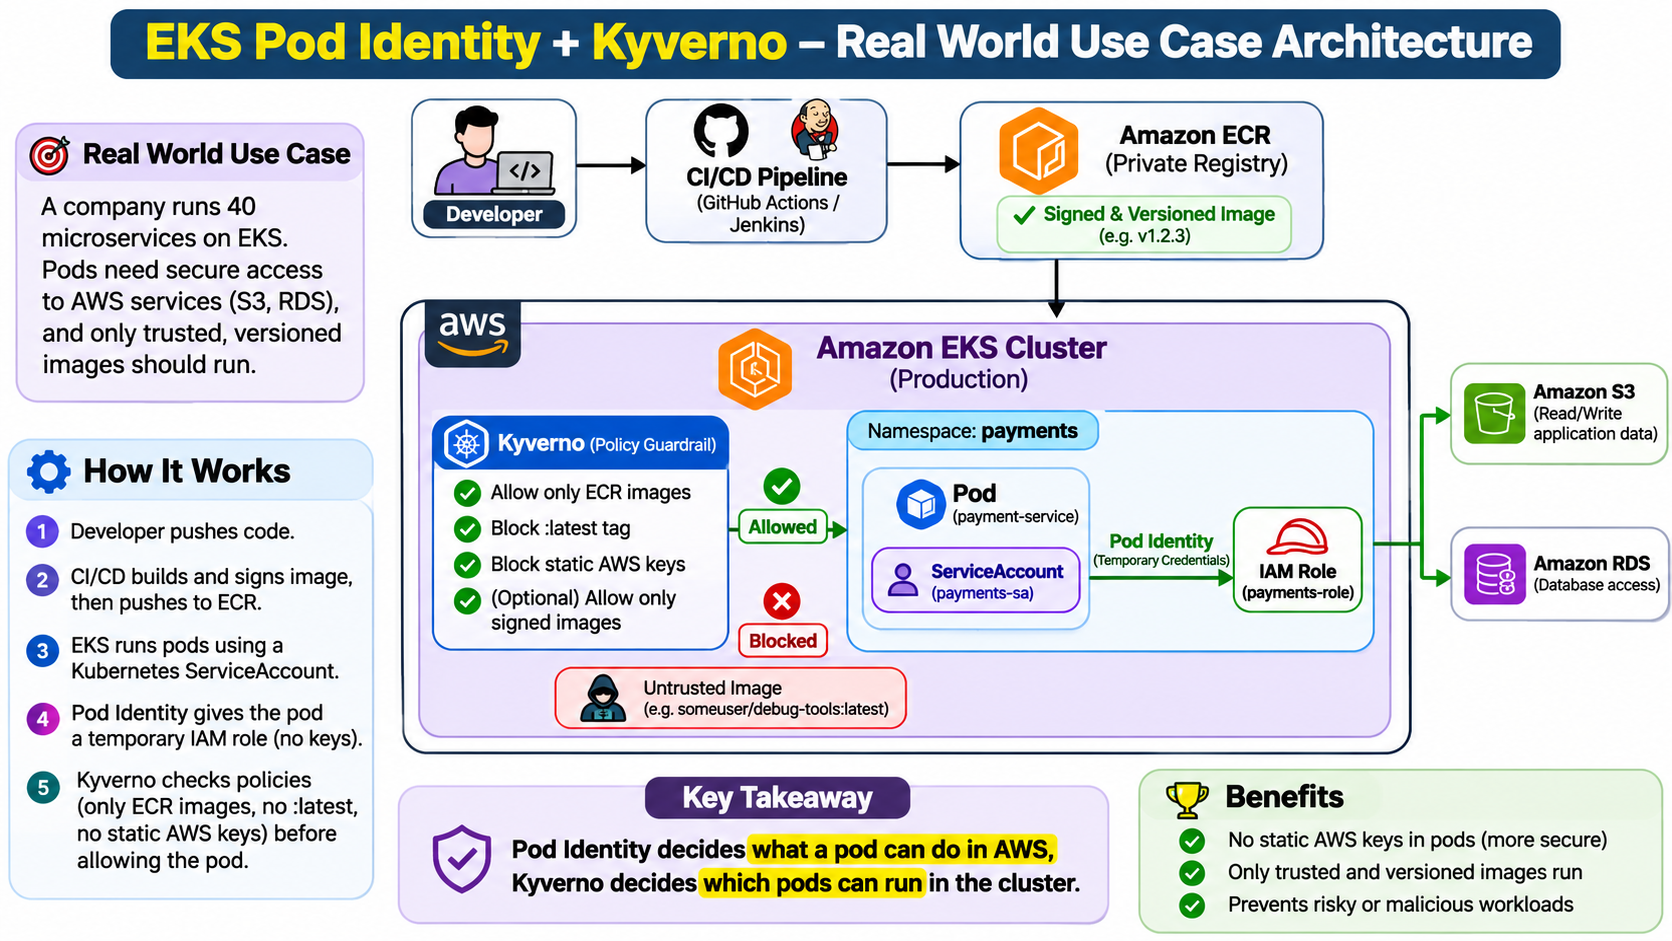 EKS Pod Identity + Kyverno – Real World Use Case Architecture
Real World Use Case
A company runs 40
microservices on EKS.
Pods need secure access
to AWS services (S3, RDS),
and only trusted, versioned
images should run.
How It Works
1 Developer pushes code.
2 CI/CD builds and signs image,
then pushes to ECR.
3 EKS runs pods using a
Kubernetes ServiceAccount.
4 Pod Identity gives the pod
a temporary IAM role (no keys).
5 Kyverno checks policies
(only ECR images, no :latest,
no static AWS keys) before
allowing the pod.
</>
Developer
CI/CD Pipeline
(GitHub Actions /
Jenkins)
Amazon ECR
(Private Registry)
Signed & Versioned Image
(e.g. v1.2.3)
aws
Amazon EKS Cluster
(Production)
Kyverno (Policy Guardrail)
Allow only ECR images
Block :latest tag
Block static AWS keys
(Optional) Allow only
signed images
Allowed
Blocked
Untrusted Image
(e.g. someuser/debug-tools:latest)
Namespace: payments
Pod
(payment-service)
ServiceAccount
(payments-sa)
Pod Identity
(Temporary Credentials)
IAM Role
(payments-role)
Amazon S3
(Read/Write
application data)
Amazon RDS
(Database access)
Key Takeaway
Pod Identity decides what a pod can do in AWS,
Kyverno decides which pods can run in the cluster.
Benefits
No static AWS keys in pods (more secure)
Only trusted and versioned images run
Prevents risky or malicious workloads